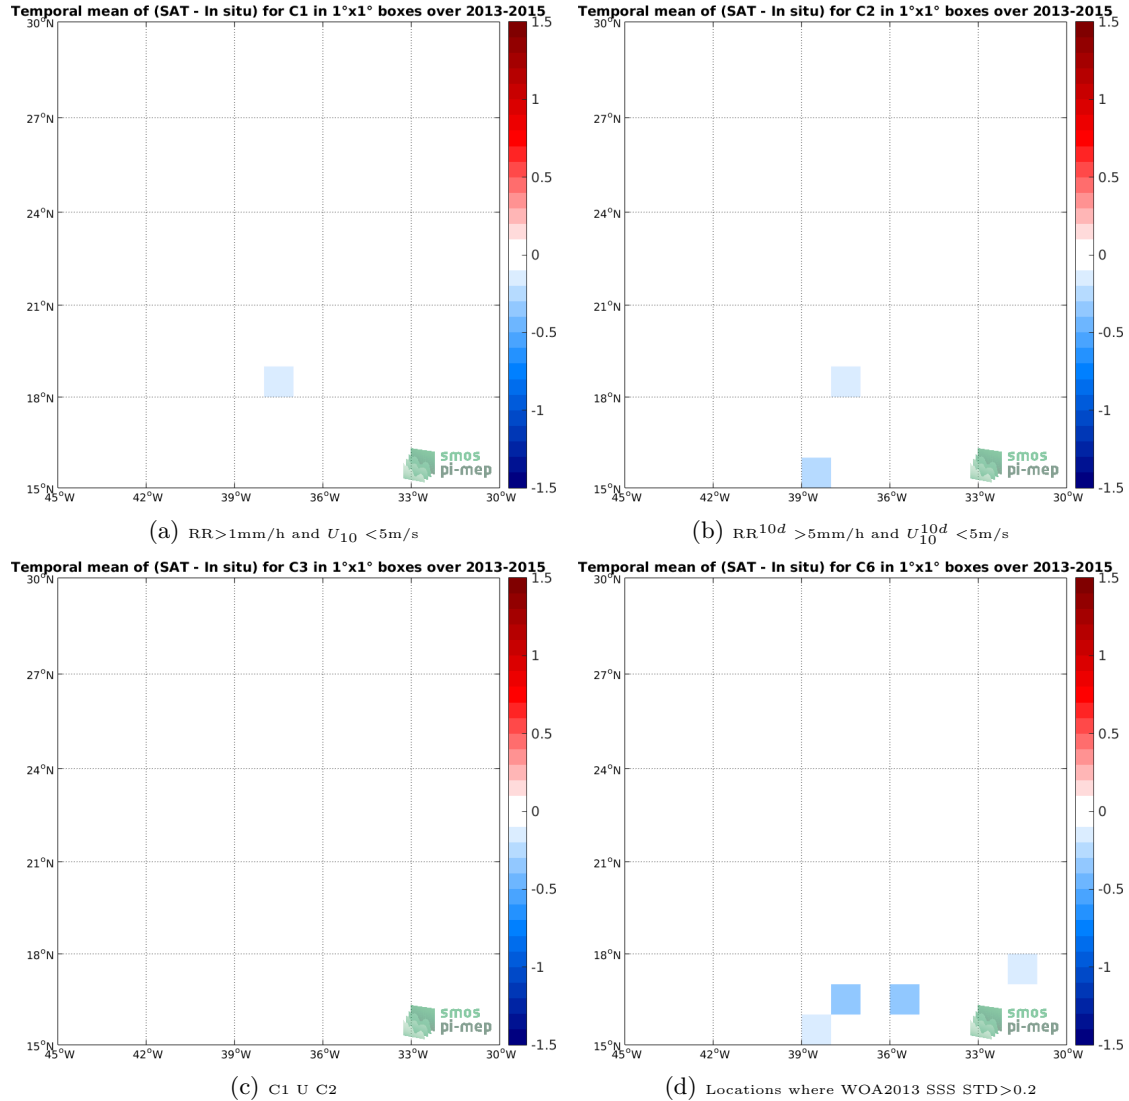 Temporal mean of (SAT - In situ) for C1 in 1°x1° boxes over 2013-2015
30°N
27°N
24°N
21°N
18°N
15°N
45°W 42°W 39°W 36°W 33°W 30°W
1.5
1
0.5
0
-0.5
-1
-1.5
smos
pi-mep
(a) RR>1mm/h and U10 <5m/s
Temporal mean of (SAT - In situ) for C2 in 1°x1° boxes over 2013-2015
30°N
27°N
24°N
21°N
18°N
15°N
45°W 42°W 39°W 36°W 33°W 30°W
1.5
1
0.5
0
-0.5
-1
-1.5
smos
pi-mep
(b) RR10d >5mm/h and U10d10 <5m/s
Temporal mean of (SAT - In situ) for C3 in 1°x1° boxes over 2013-2015
30°N
27°N
24°N
21°N
18°N
15°N
45°W 42°W 39°W 36°W 33°W 30°W
1.5
1
0.5
0
-0.5
-1
-1.5
smos
pi-mep
(c) C1 U C2
Temporal mean of (SAT - In situ) for C6 in 1°x1° boxes over 2013-2015
30°N
27°N
24°N
21°N
18°N
15°N
45°W 42°W 39°W 36°W 33°W 30°W
1.5
1
0.5
0
-0.5
-1
-1.5
smos
pi-mep
(d) Locations where WOA2013 SSS STD>0.2